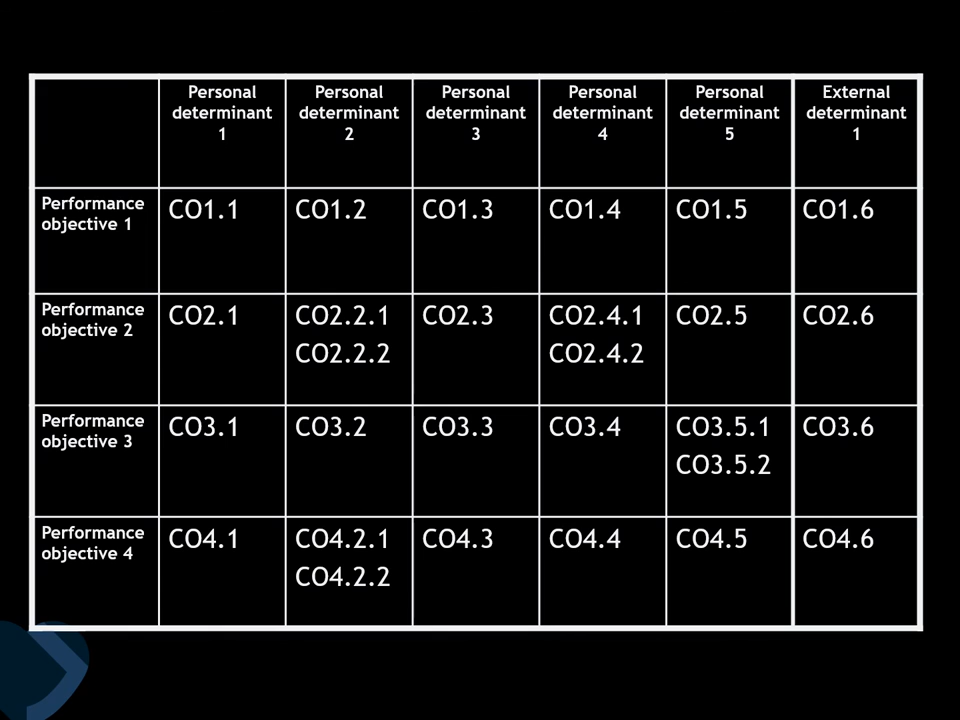 Personal determinant 1
Personal determinant 2
Personal determinant 3
Personal determinant 4
Personal determinant 5
External determinant 1
Performance objective 1
CO1.1
CO1.2
CO1.3
CO1.4
CO1.5
CO1.6
Performance objective 2
CO2.1
CO2.2.1
CO2.2.2
CO2.3
CO2.4.1
CO2.4.2
CO2.5
CO2.6
Performance objective 3
CO3.1
CO3.2
CO3.3
CO3.4
CO3.5.1
CO3.5.2
CO3.6
Performance objective 4
CO4.1
CO4.2.1
CO4.2.2
CO4.3
CO4.4
CO4.5
CO4.6